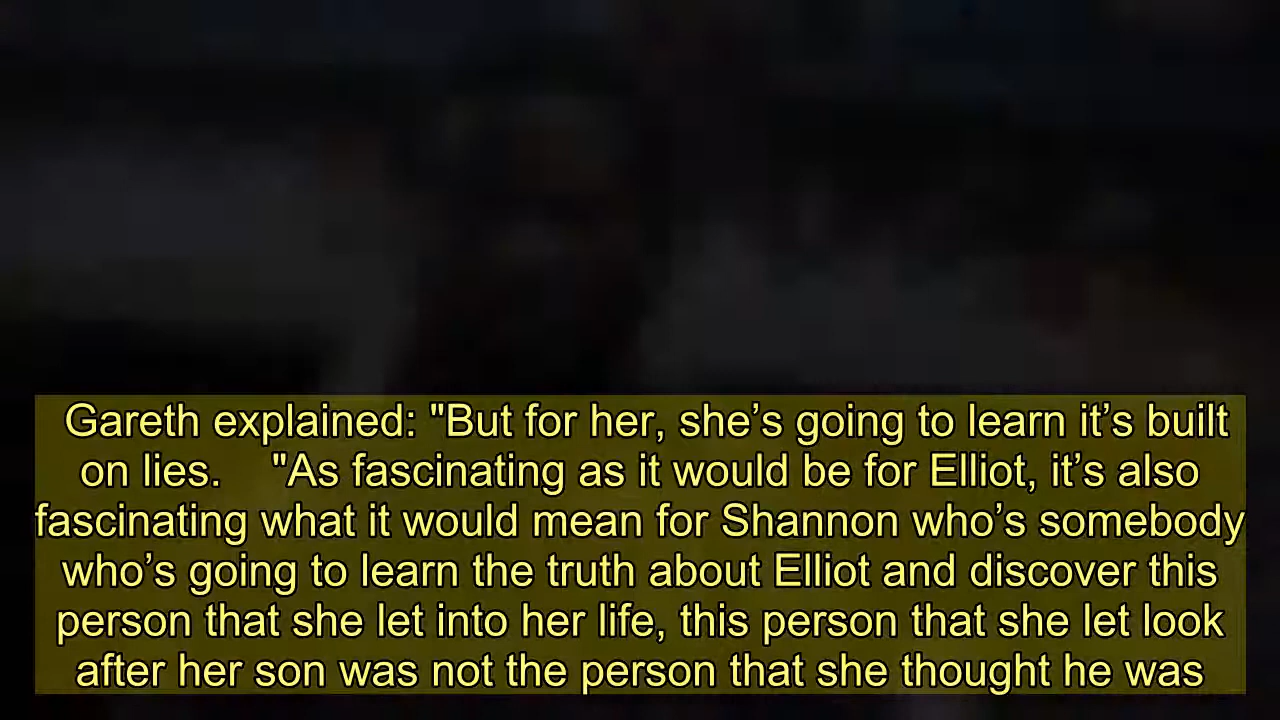 Gareth explained: "But for her, she’s going to learn it’s built
on lies.    "As fascinating as it would be for Elliot, it’s also
fascinating what it would mean for Shannon who’s somebody
who’s going to learn the truth about Elliot and discover this
person that she let into her life, this person that she let look
after her son was not the person that she thought he was